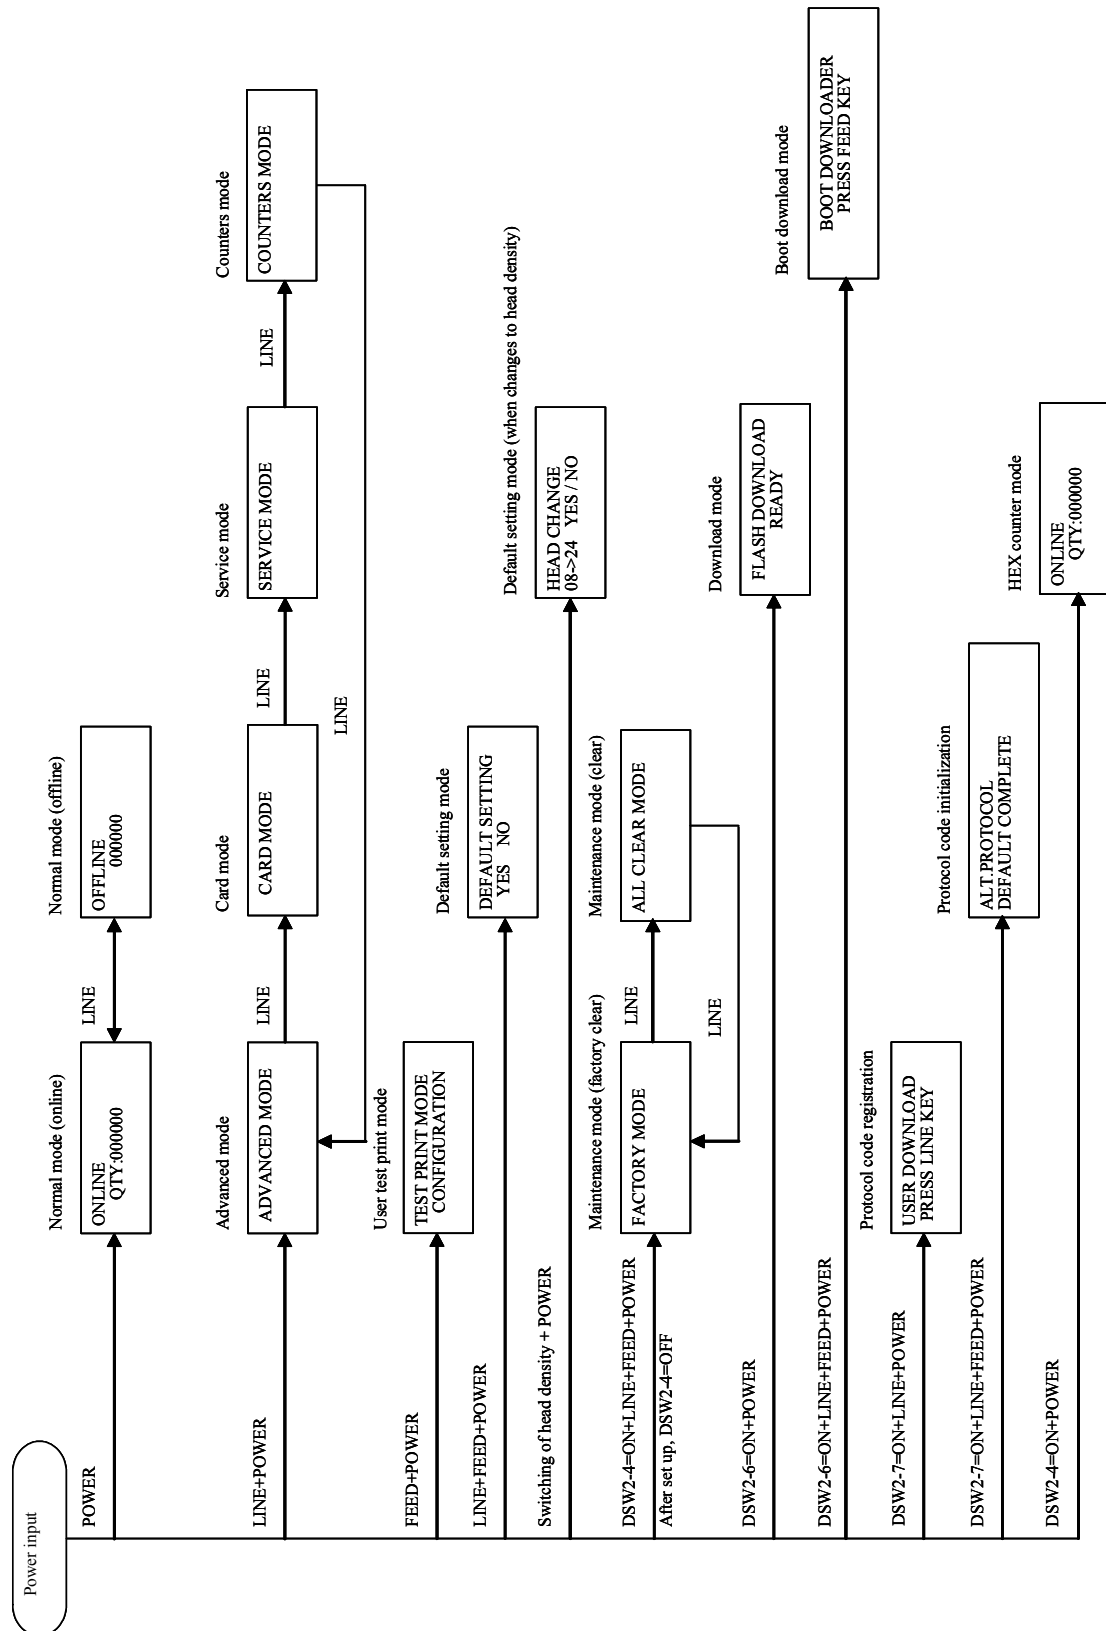 Power input
POWER
Normal mode (online)
ONLINE
QTY:000000
LINE
Normal mode (offline)
OFFLINE
000000
LINE+POWER
Advanced mode
ADVANCED MODE
LINE
Card mode
CARD MODE
LINE
Service mode
SERVICE MODE
LINE
Counters mode
COUNTERS MODE
LINE
FEED+POWER
User test print mode
TEST PRINT MODE
CONFIGURATION
LINE+FEED+POWER
Default setting mode
DEFAULT SETTING
YES NO
Switching of head density + POWER
Default setting mode (when changes to head density)
HEAD CHANGE
08->24 YES / NO
DSW2-4=ON+LINE+FEED+POWER
After set up, DSW2-4=OFF
Maintenance mode (factory clear)
FACTORY MODE
LINE
Maintenance mode (clear)
ALL CLEAR MODE
LINE
DSW2-6=ON+POWER
Download mode
FLASH DOWNLOAD
READY
DSW2-6=ON+LINE+FEED+POWER
Boot download mode
BOOT DOWNLOADER
PRESS FEED KEY
DSW2-7=ON+LINE+POWER
Protocol code registration
USER DOWNLOAD
PRESS LINE KEY
DSW2-7=ON+LINE+FEED+POWER
Protocol code initialization
ALT.PROTOCOL
DEFAULT COMPLETE
DSW2-4=ON+POWER
HEX counter mode
ONLINE
QTY:000000